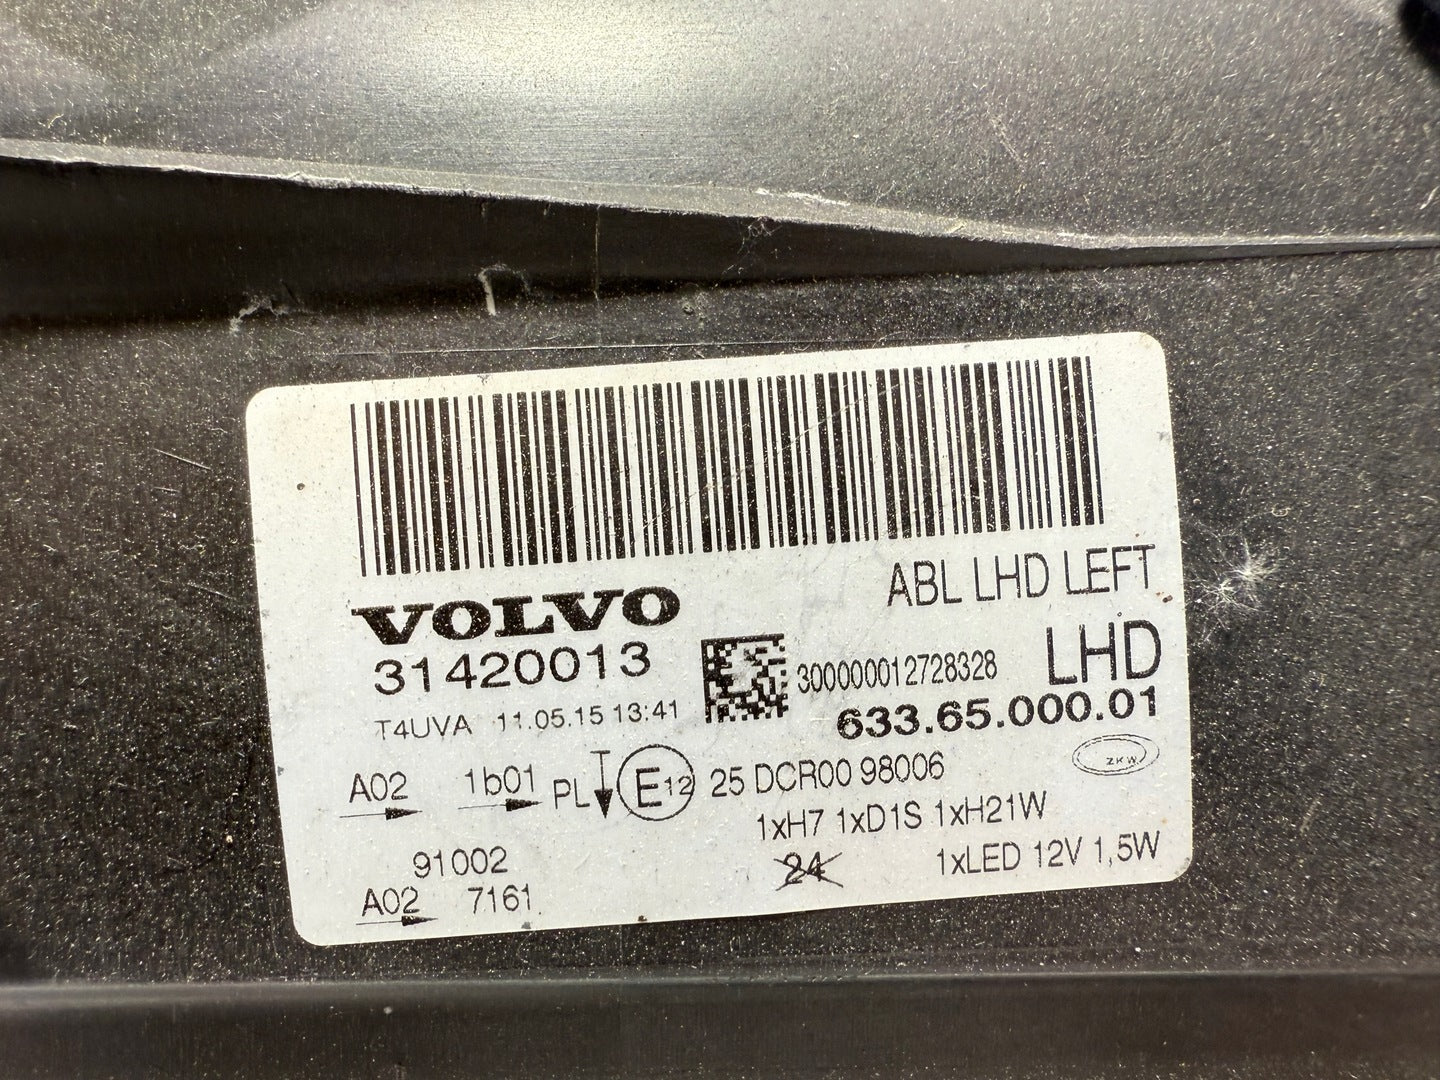 ABL LHD LEFT
VOLVO
31420013
300000012728328
LHD
T4UVA 11.05.15 13:41
633.65.000.01
A02
1b01
PL
E12
25 DCR00 98006
ZKW
1xH7 1xD1S 1xH21W
91002
24
1xLED 12V 1,5W
A02
7161